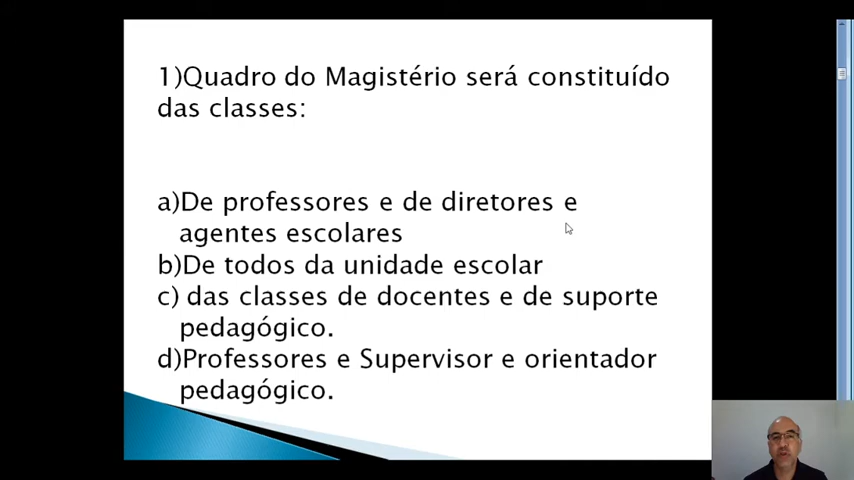 1)Quadro do Magistério será constituído
das classes:
a)De professores e de diretores e
agentes escolares
b)De todos da unidade escolar
c) das classes de docentes e de suporte
pedagógico.
d)Professores e Supervisor e orientador
pedagógico.